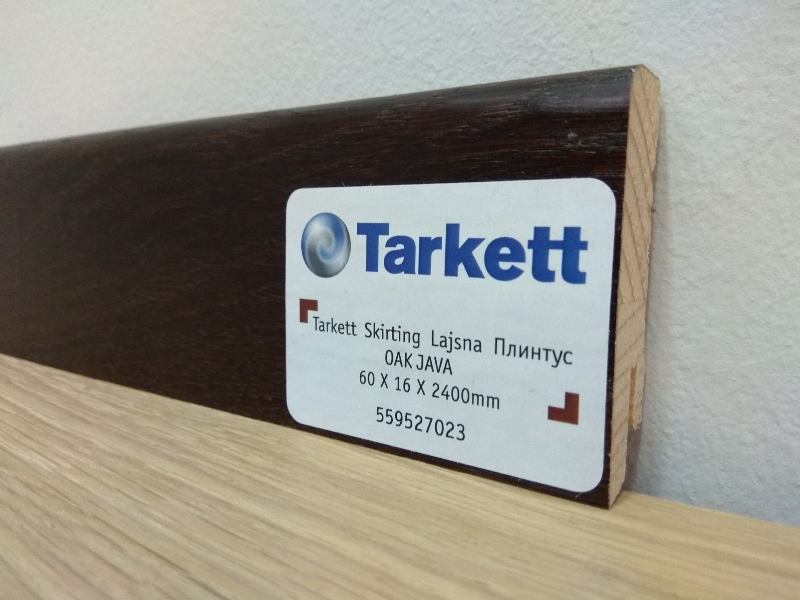 Tarkett
Tarkett Skirting Lajsna Плинтус
OAK JAVA
60 X 16 X 2400mm
559527023